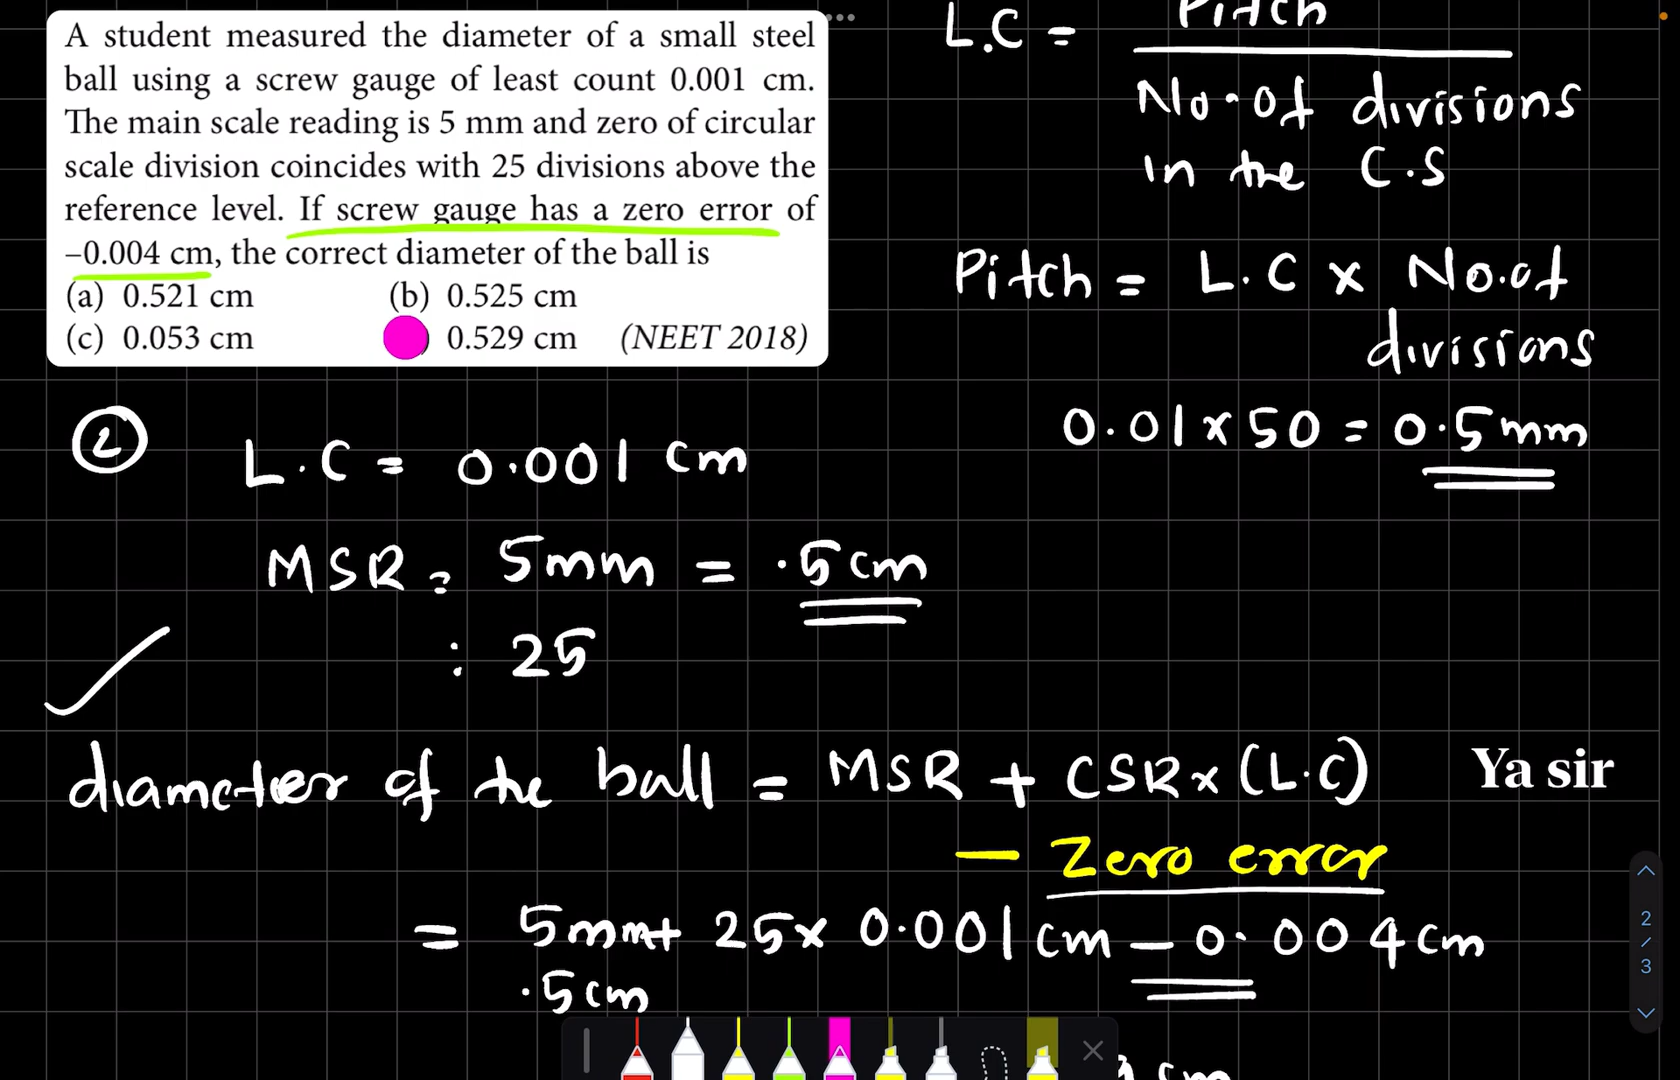 A student measured the diameter of a small steel
ball using a screw gauge of least count 0.001 cm.
The main scale reading is 5 mm and zero of circular
scale division coincides with 25 divisions above the
reference level. If screw gauge has a zero error of
–0.004 cm, the correct diameter of the ball is
(a) 0.521 cm (b) 0.525 cm
(c) 0.053 cm ) 0.529 cm (NEET 2018)
L.C = Pitch
No. of divisions
in the C.S
Pitch = L.C x No. of
divisions
0.01 x 50 = 0.5mm
2
L.C = 0.001 cm
MSR = 5mm = .5cm
: 25
diameter of the ball = MSR + CSR x (L.C)
Ya sir
— Zero error
= 5mm + 25 x 0.001 cm — 0.004 cm
.5cm
cm
2
/
3